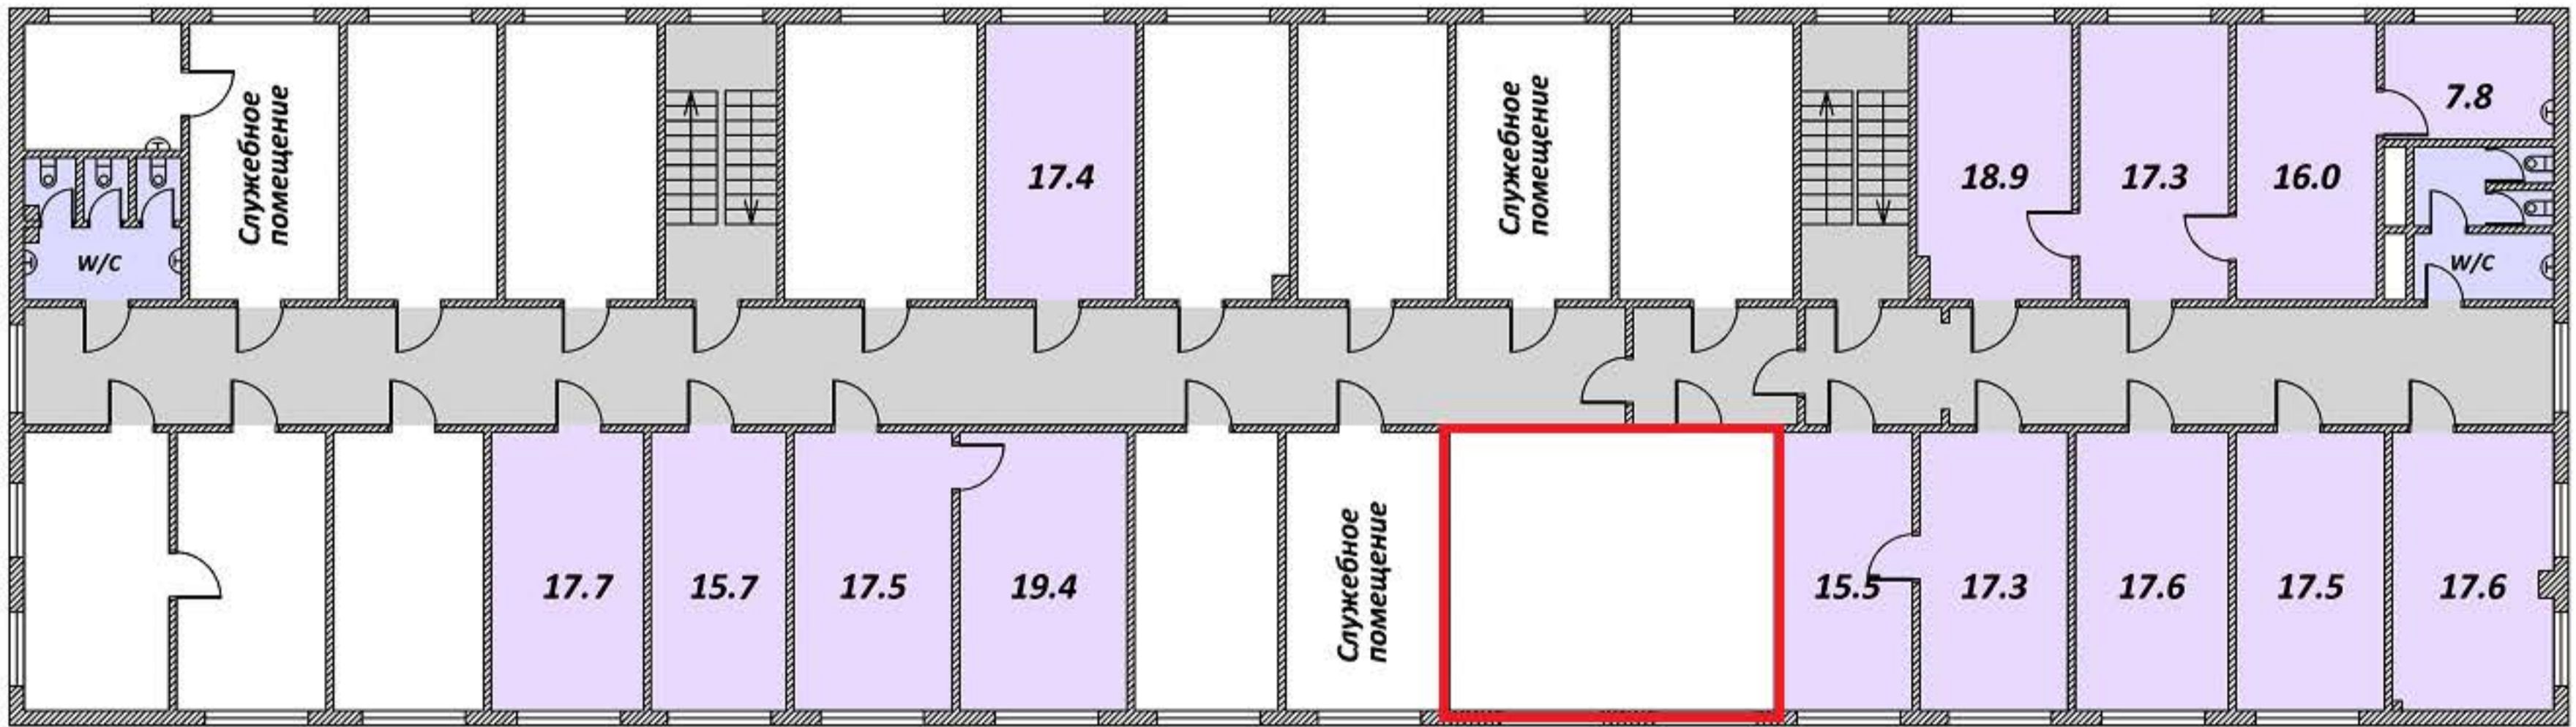 Служебное
помещение
17.4
Служебное
помещение
18.9
17.3
16.0
7.8
w/c
w/c
17.7
15.7
17.5
19.4
Служебное
помещение
15.5
17.3
17.6
17.5
17.6